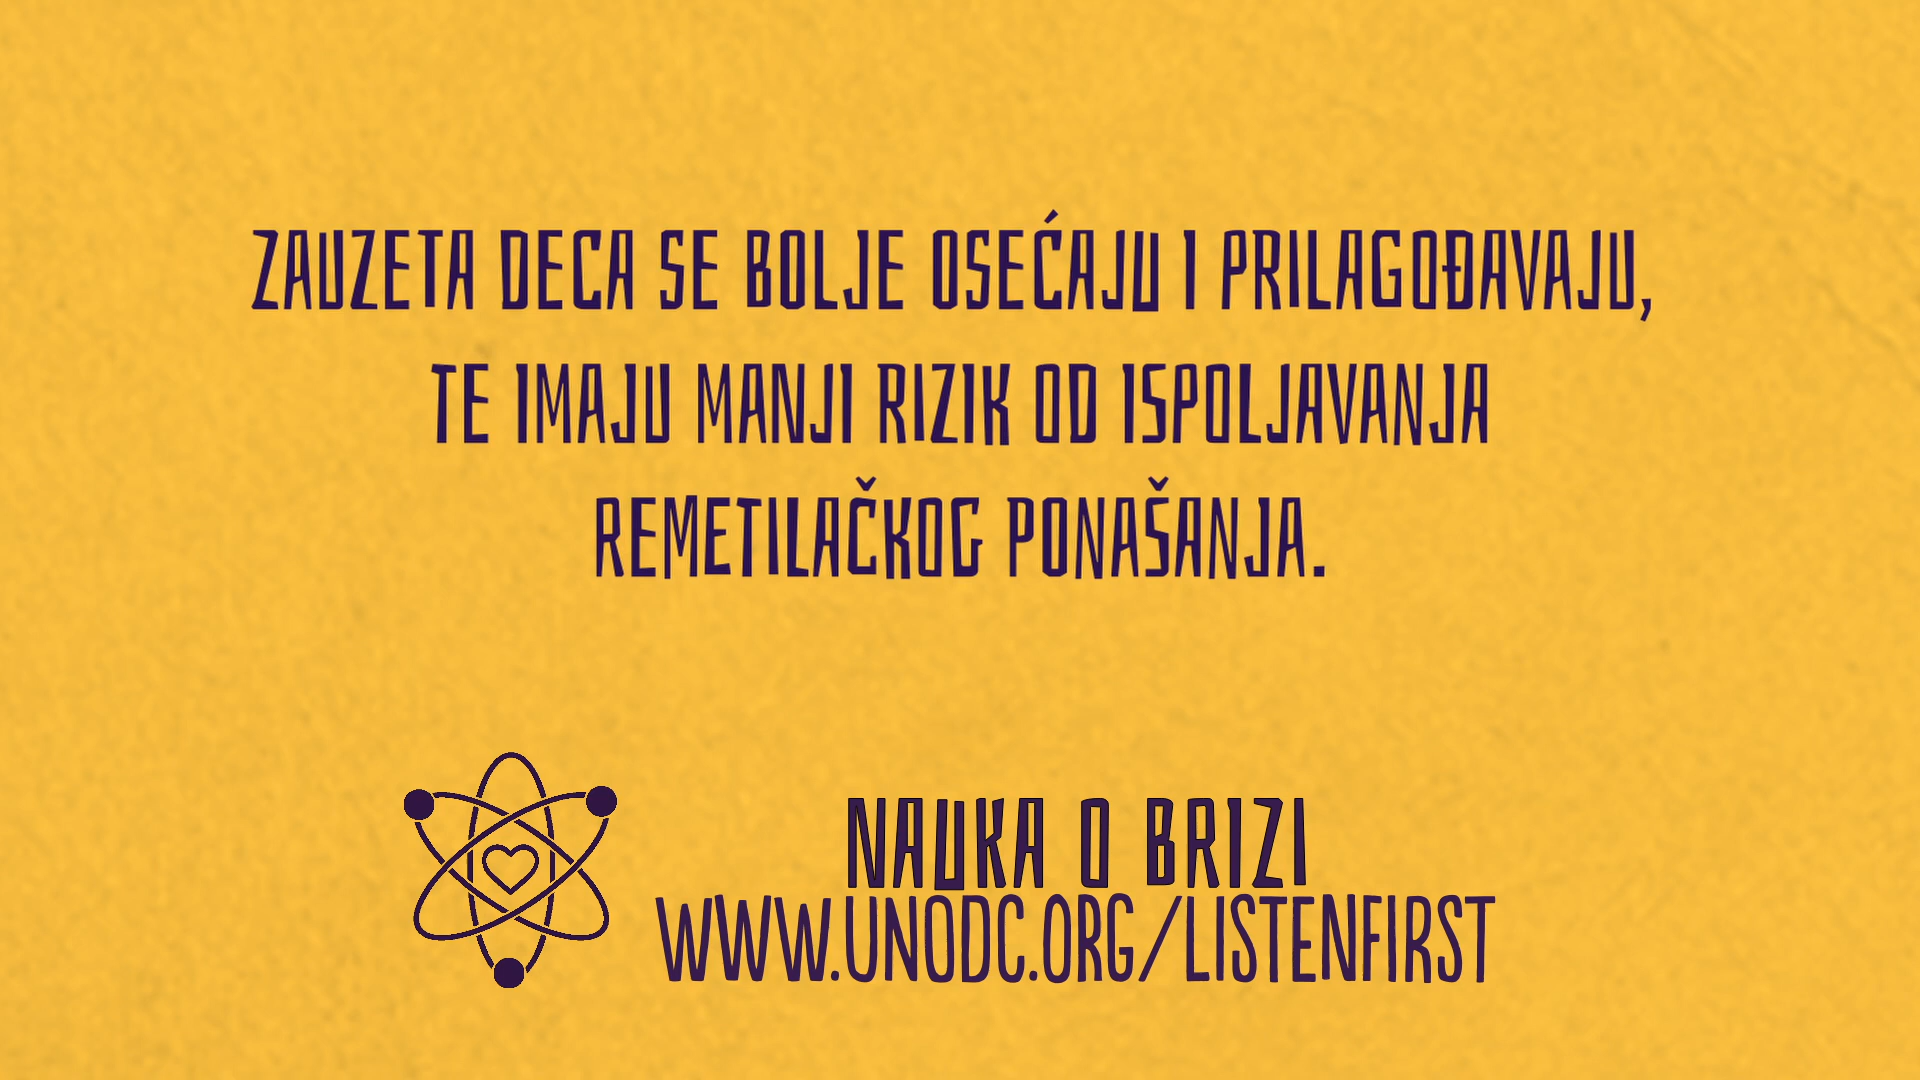 ZAUZETA DECA SE BOLJE OSEĆAJU I PRILAGOĐAVAJU,
TE IMAJU MANJI RIZIK OD ISPOLJAVANJA
REMETILAČKOG PONAŠANJA.
NAUKA O BRIZI
WWW.UNODC.ORG/LISTENFIRST